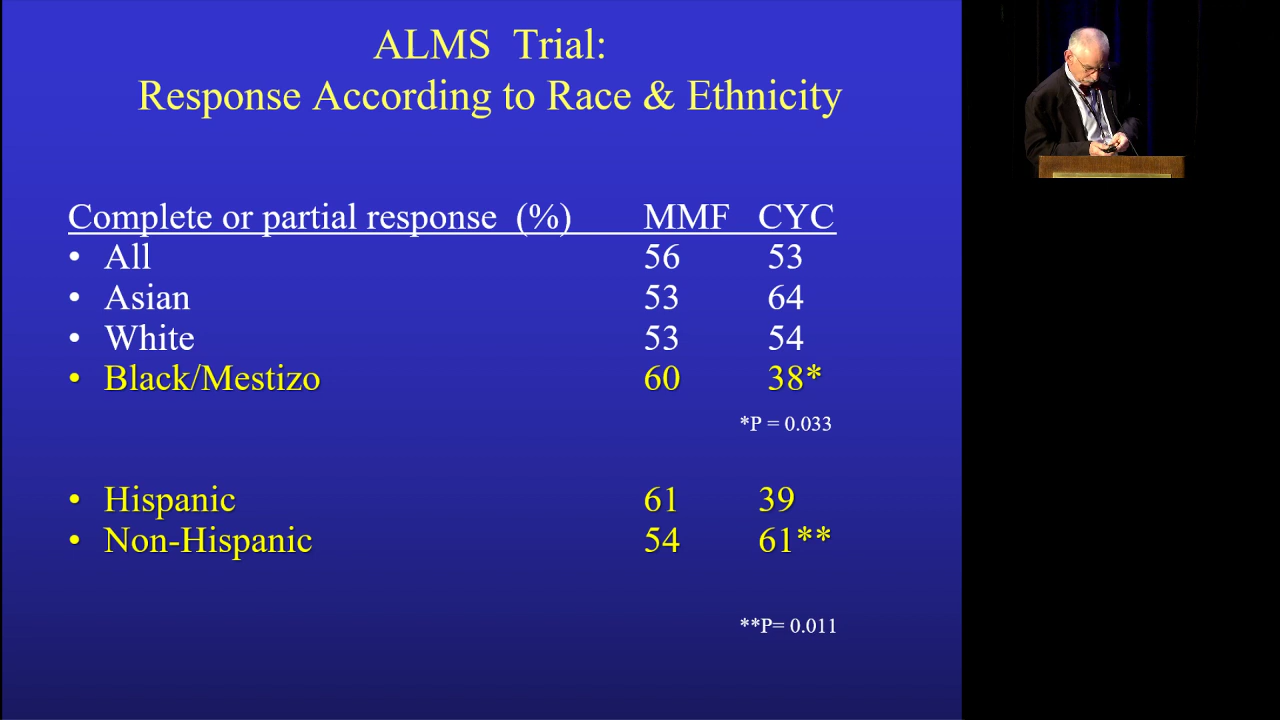 ALMS Trial:
Response According to Race & Ethnicity
Complete or partial response (%) MMF CYC
• All 56 53
• Asian 53 64
• White 53 54
• Black/Mestizo 60 38*
*P = 0.033
• Hispanic 61 39
• Non-Hispanic 54 61**
**P= 0.011